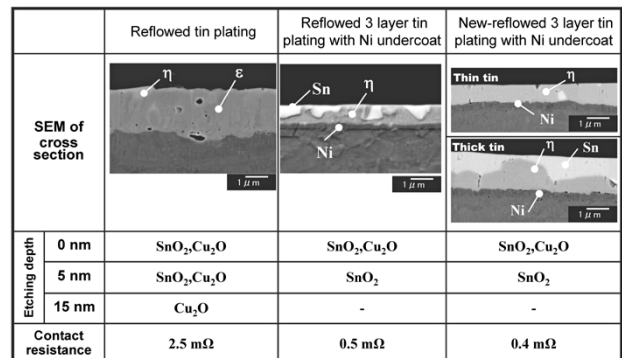 Reflowed tin plating
Reflowed 3 layer tin
plating with Ni undercoat
New-reflowed 3 layer tin
plating with Ni undercoat
SEM of
cross
section
η
ε
1 μm
Sn
η
Ni
1 μm
Thin tin
η
Ni
1 μm
Thick tin
η
Sn
Ni
1 μm
Etching depth
0 nm
SnO₂,Cu₂O
SnO₂,Cu₂O
SnO₂,Cu₂O
5 nm
SnO₂,Cu₂O
SnO₂
SnO₂
15 nm
Cu₂O
-
-
Contact
resistance
2.5 mΩ
0.5 mΩ
0.4 mΩ